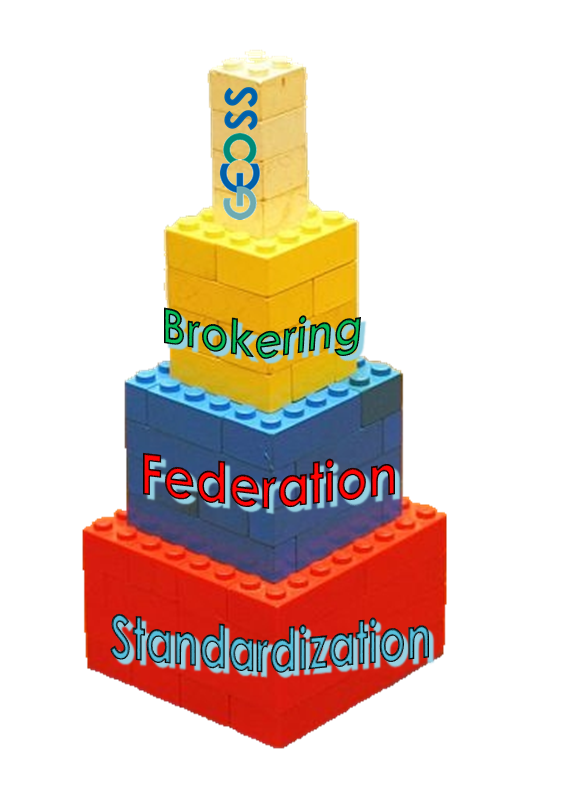 GEOSS
Brokering
Federation
Standardization